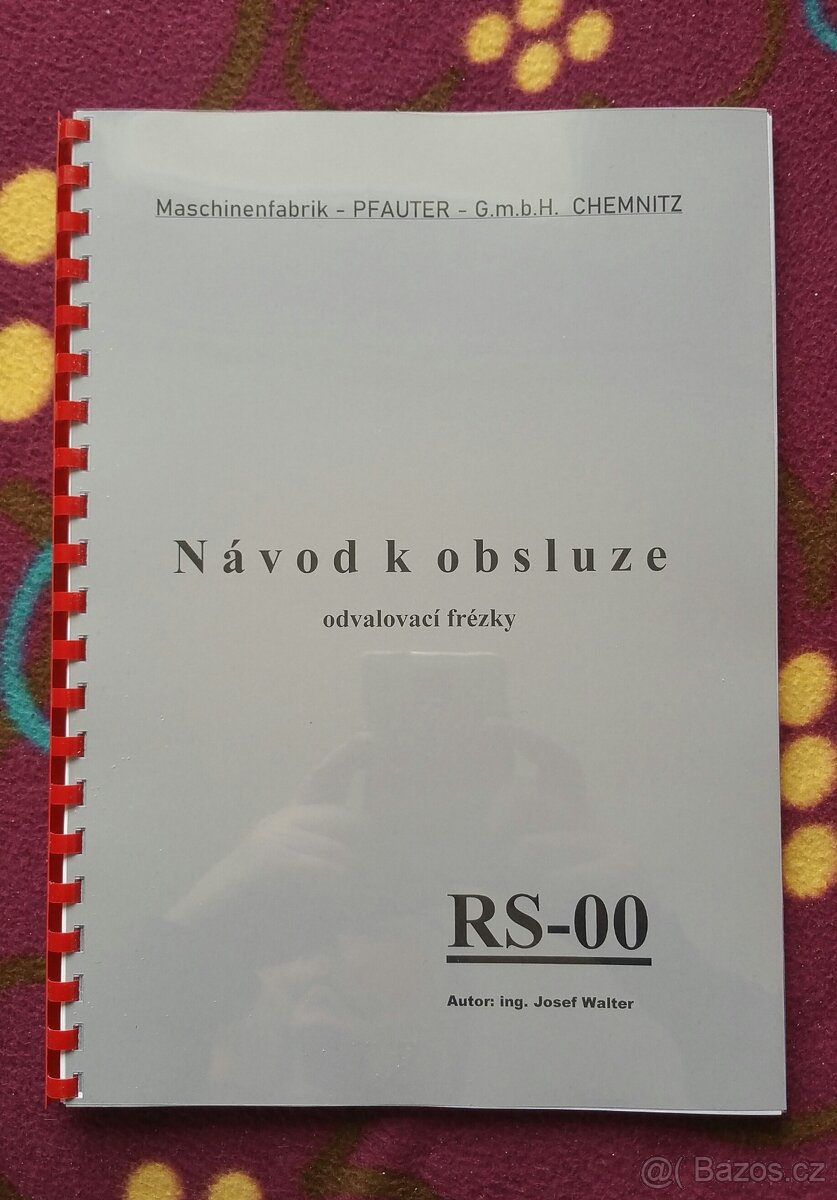 Maschinenfabrik - PFAUTER - G.m.b.H. CHEMNITZ
Návod k obsluze
odvalovací frézky
RS-00
Autor: ing. Josef Walter
@( Bazos.cz